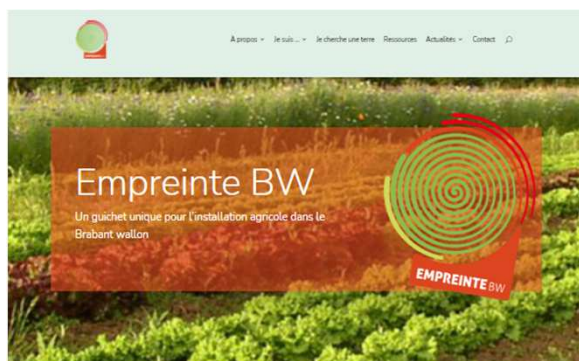 À propos Je suis ... Je cherche une terre Ressources Actualités Contact
Empreinte BW
Un guichet unique pour l'installation agricole dans le
Brabant wallon
EMPREINTE BW